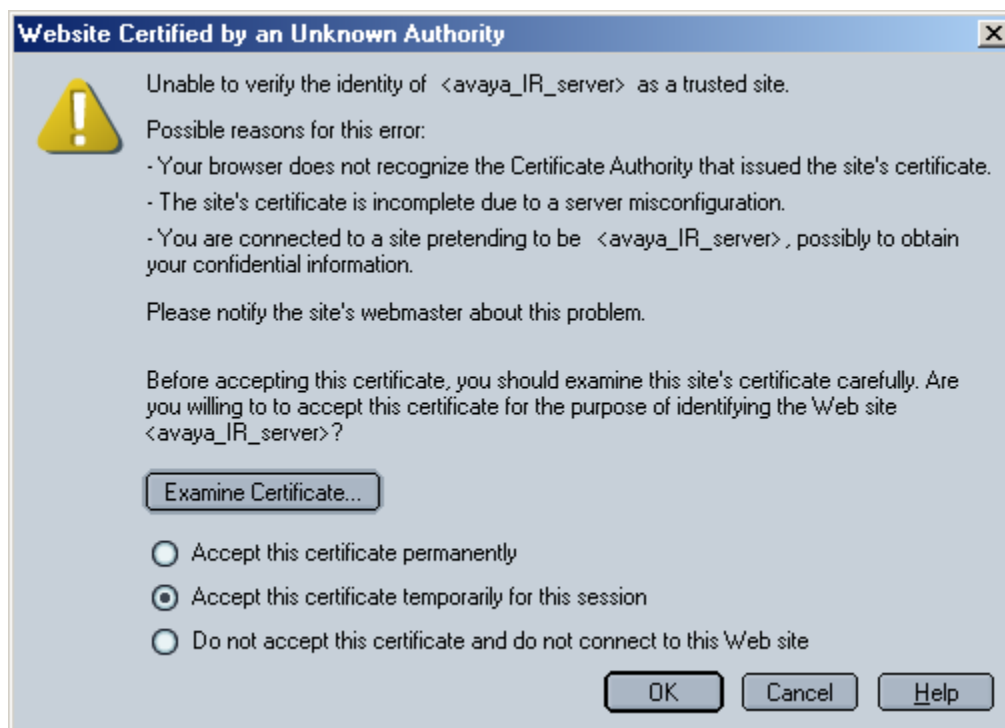 Website Certified by an Unknown Authority
Unable to verify the identity of <avaya_IR_server> as a trusted site.
Possible reasons for this error:
- Your browser does not recognize the Certificate Authority that issued the site's certificate.
- The site's certificate is incomplete due to a server misconfiguration.
- You are connected to a site pretending to be <avaya_IR_server>, possibly to obtain
your confidential information.
Please notify the site's webmaster about this problem.
Before accepting this certificate, you should examine this site's certificate carefully. Are
you willing to to accept this certificate for the purpose of identifying the Web site
<avaya_IR_server>?
Examine Certificate...
Accept this certificate permanently
Accept this certificate temporarily for this session
Do not accept this certificate and do not connect to this Web site
OK Cancel Help